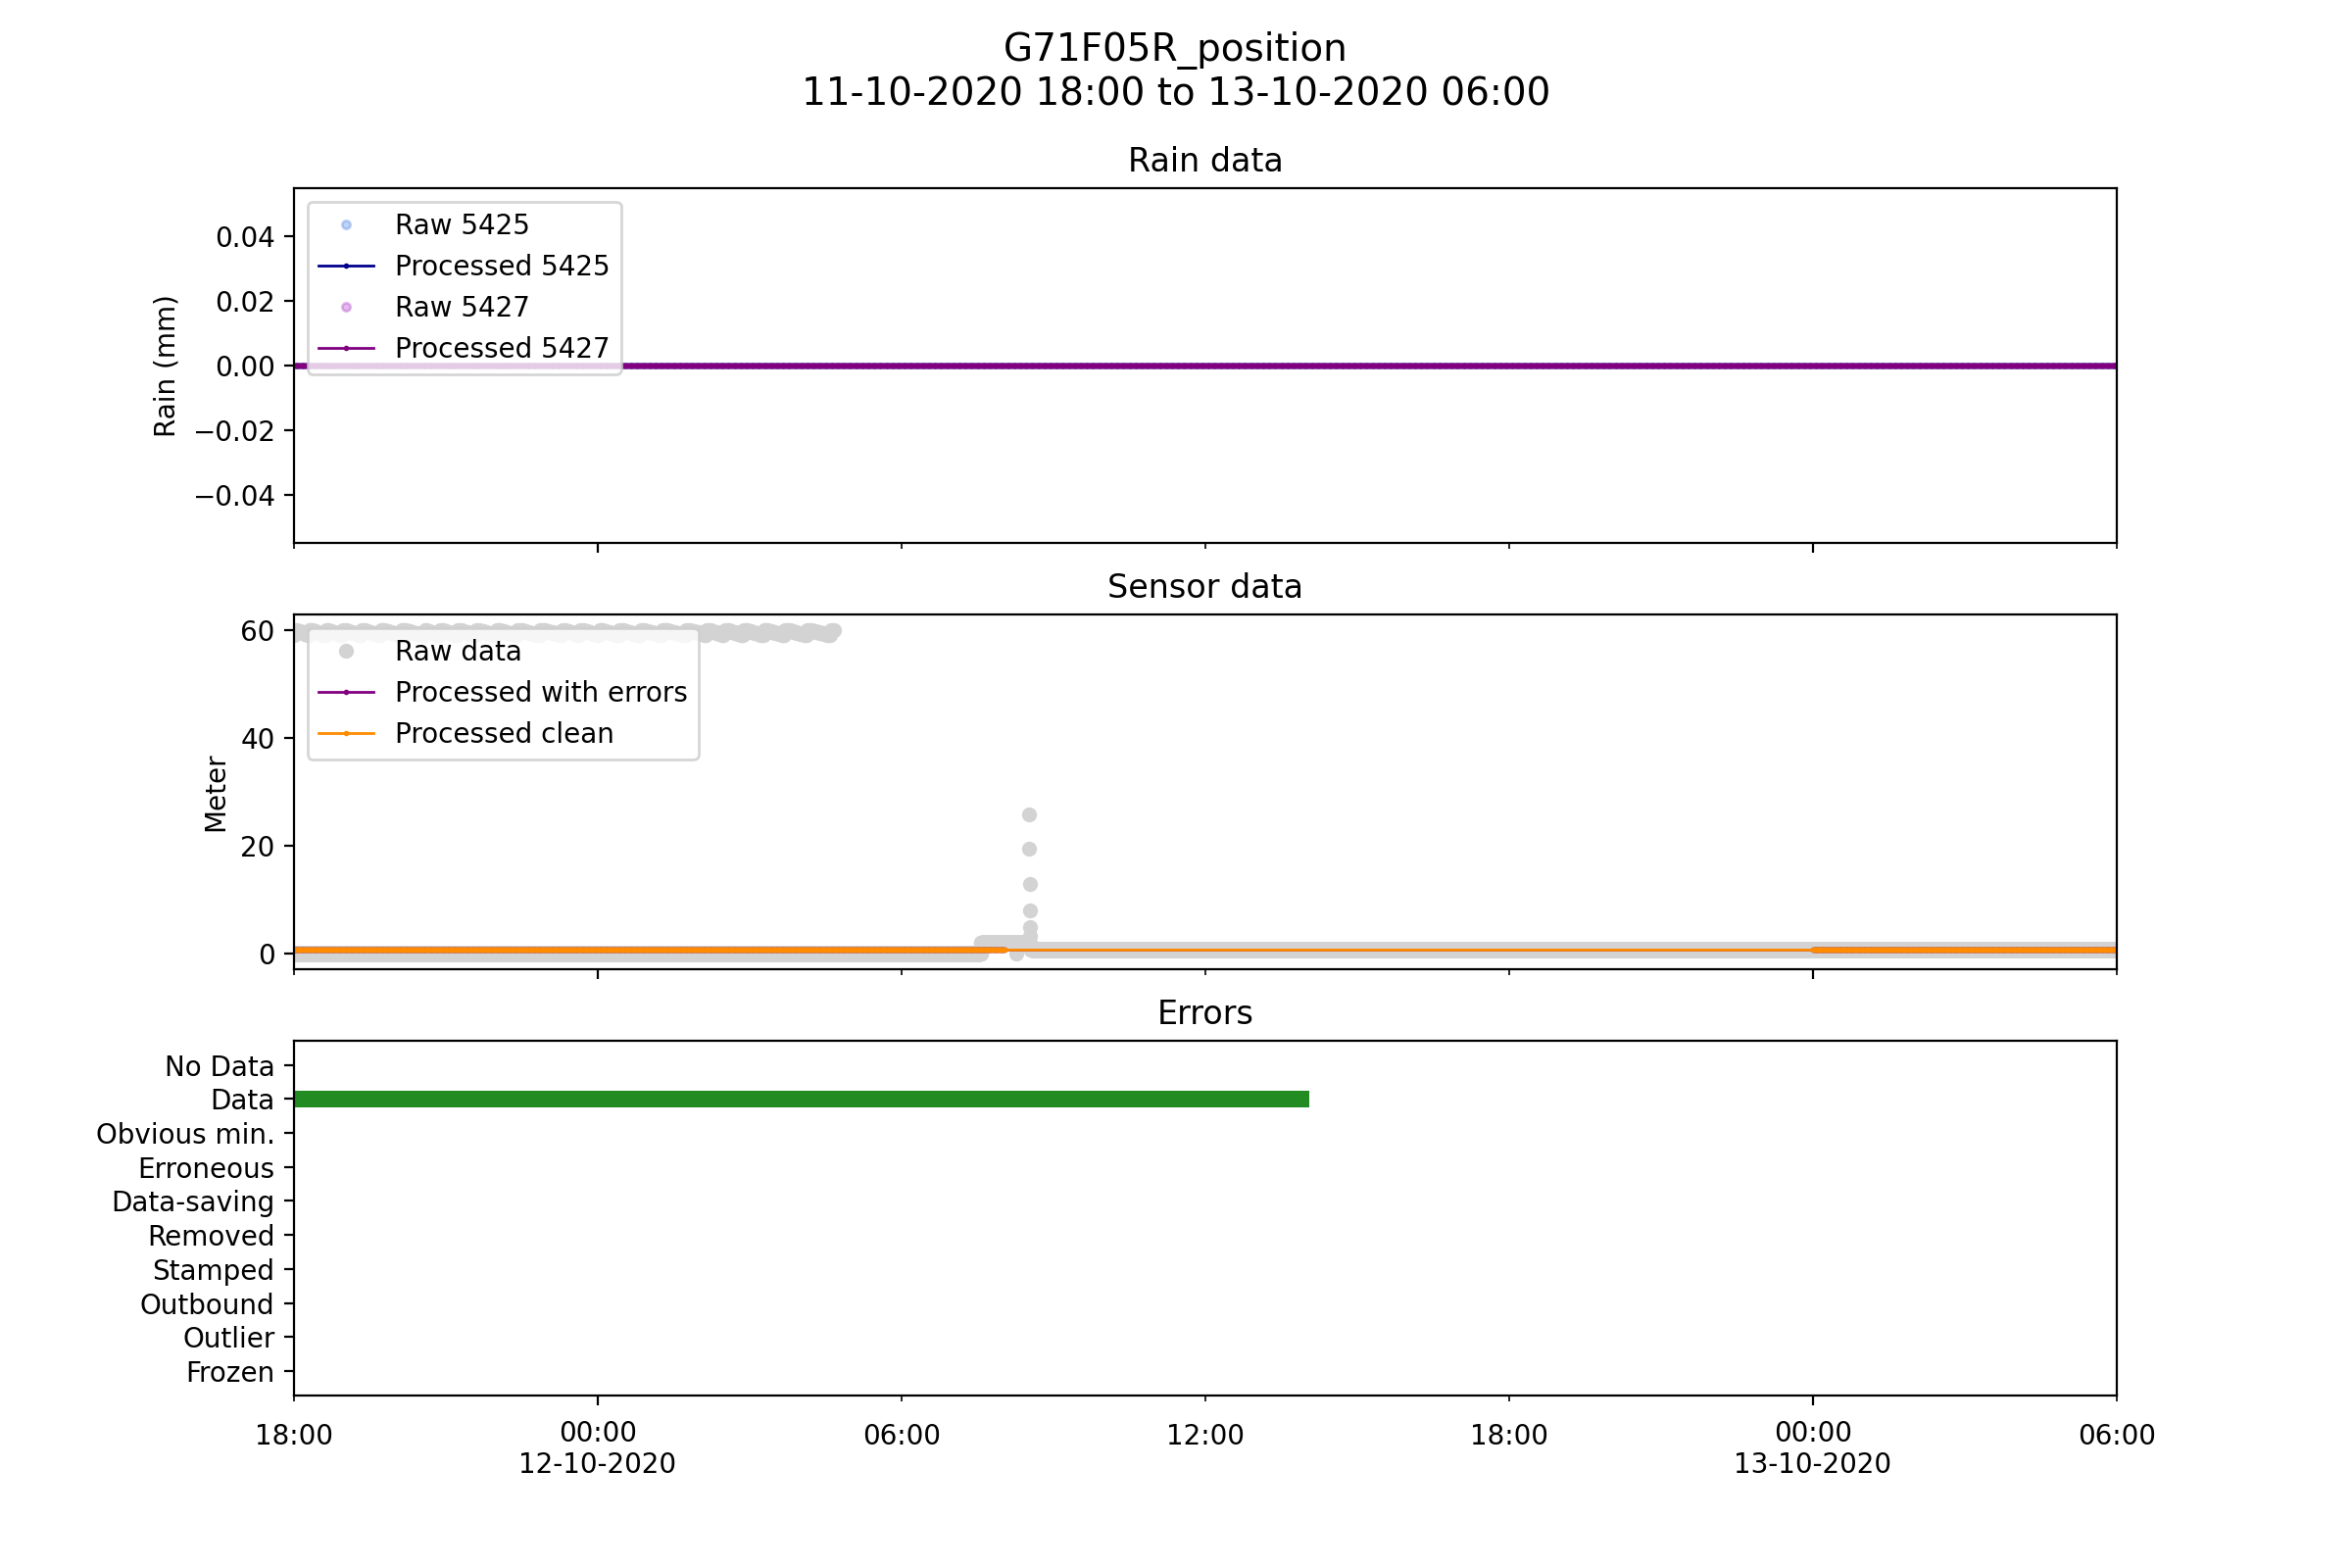 G71F05R_position
11-10-2020 18:00 to 13-10-2020 06:00
Rain data
Rain (mm)
0.04
0.02
0.00
−0.02
−0.04
Raw 5425
Processed 5425
Raw 5427
Processed 5427
Sensor data
Meter
60
40
20
0
Raw data
Processed with errors
Processed clean
Errors
No Data
Data
Obvious min.
Erroneous
Data-saving
Removed
Stamped
Outbound
Outlier
Frozen
18:00 00:00 06:00 12:00 18:00 00:00 06:00
12-10-2020 13-10-2020